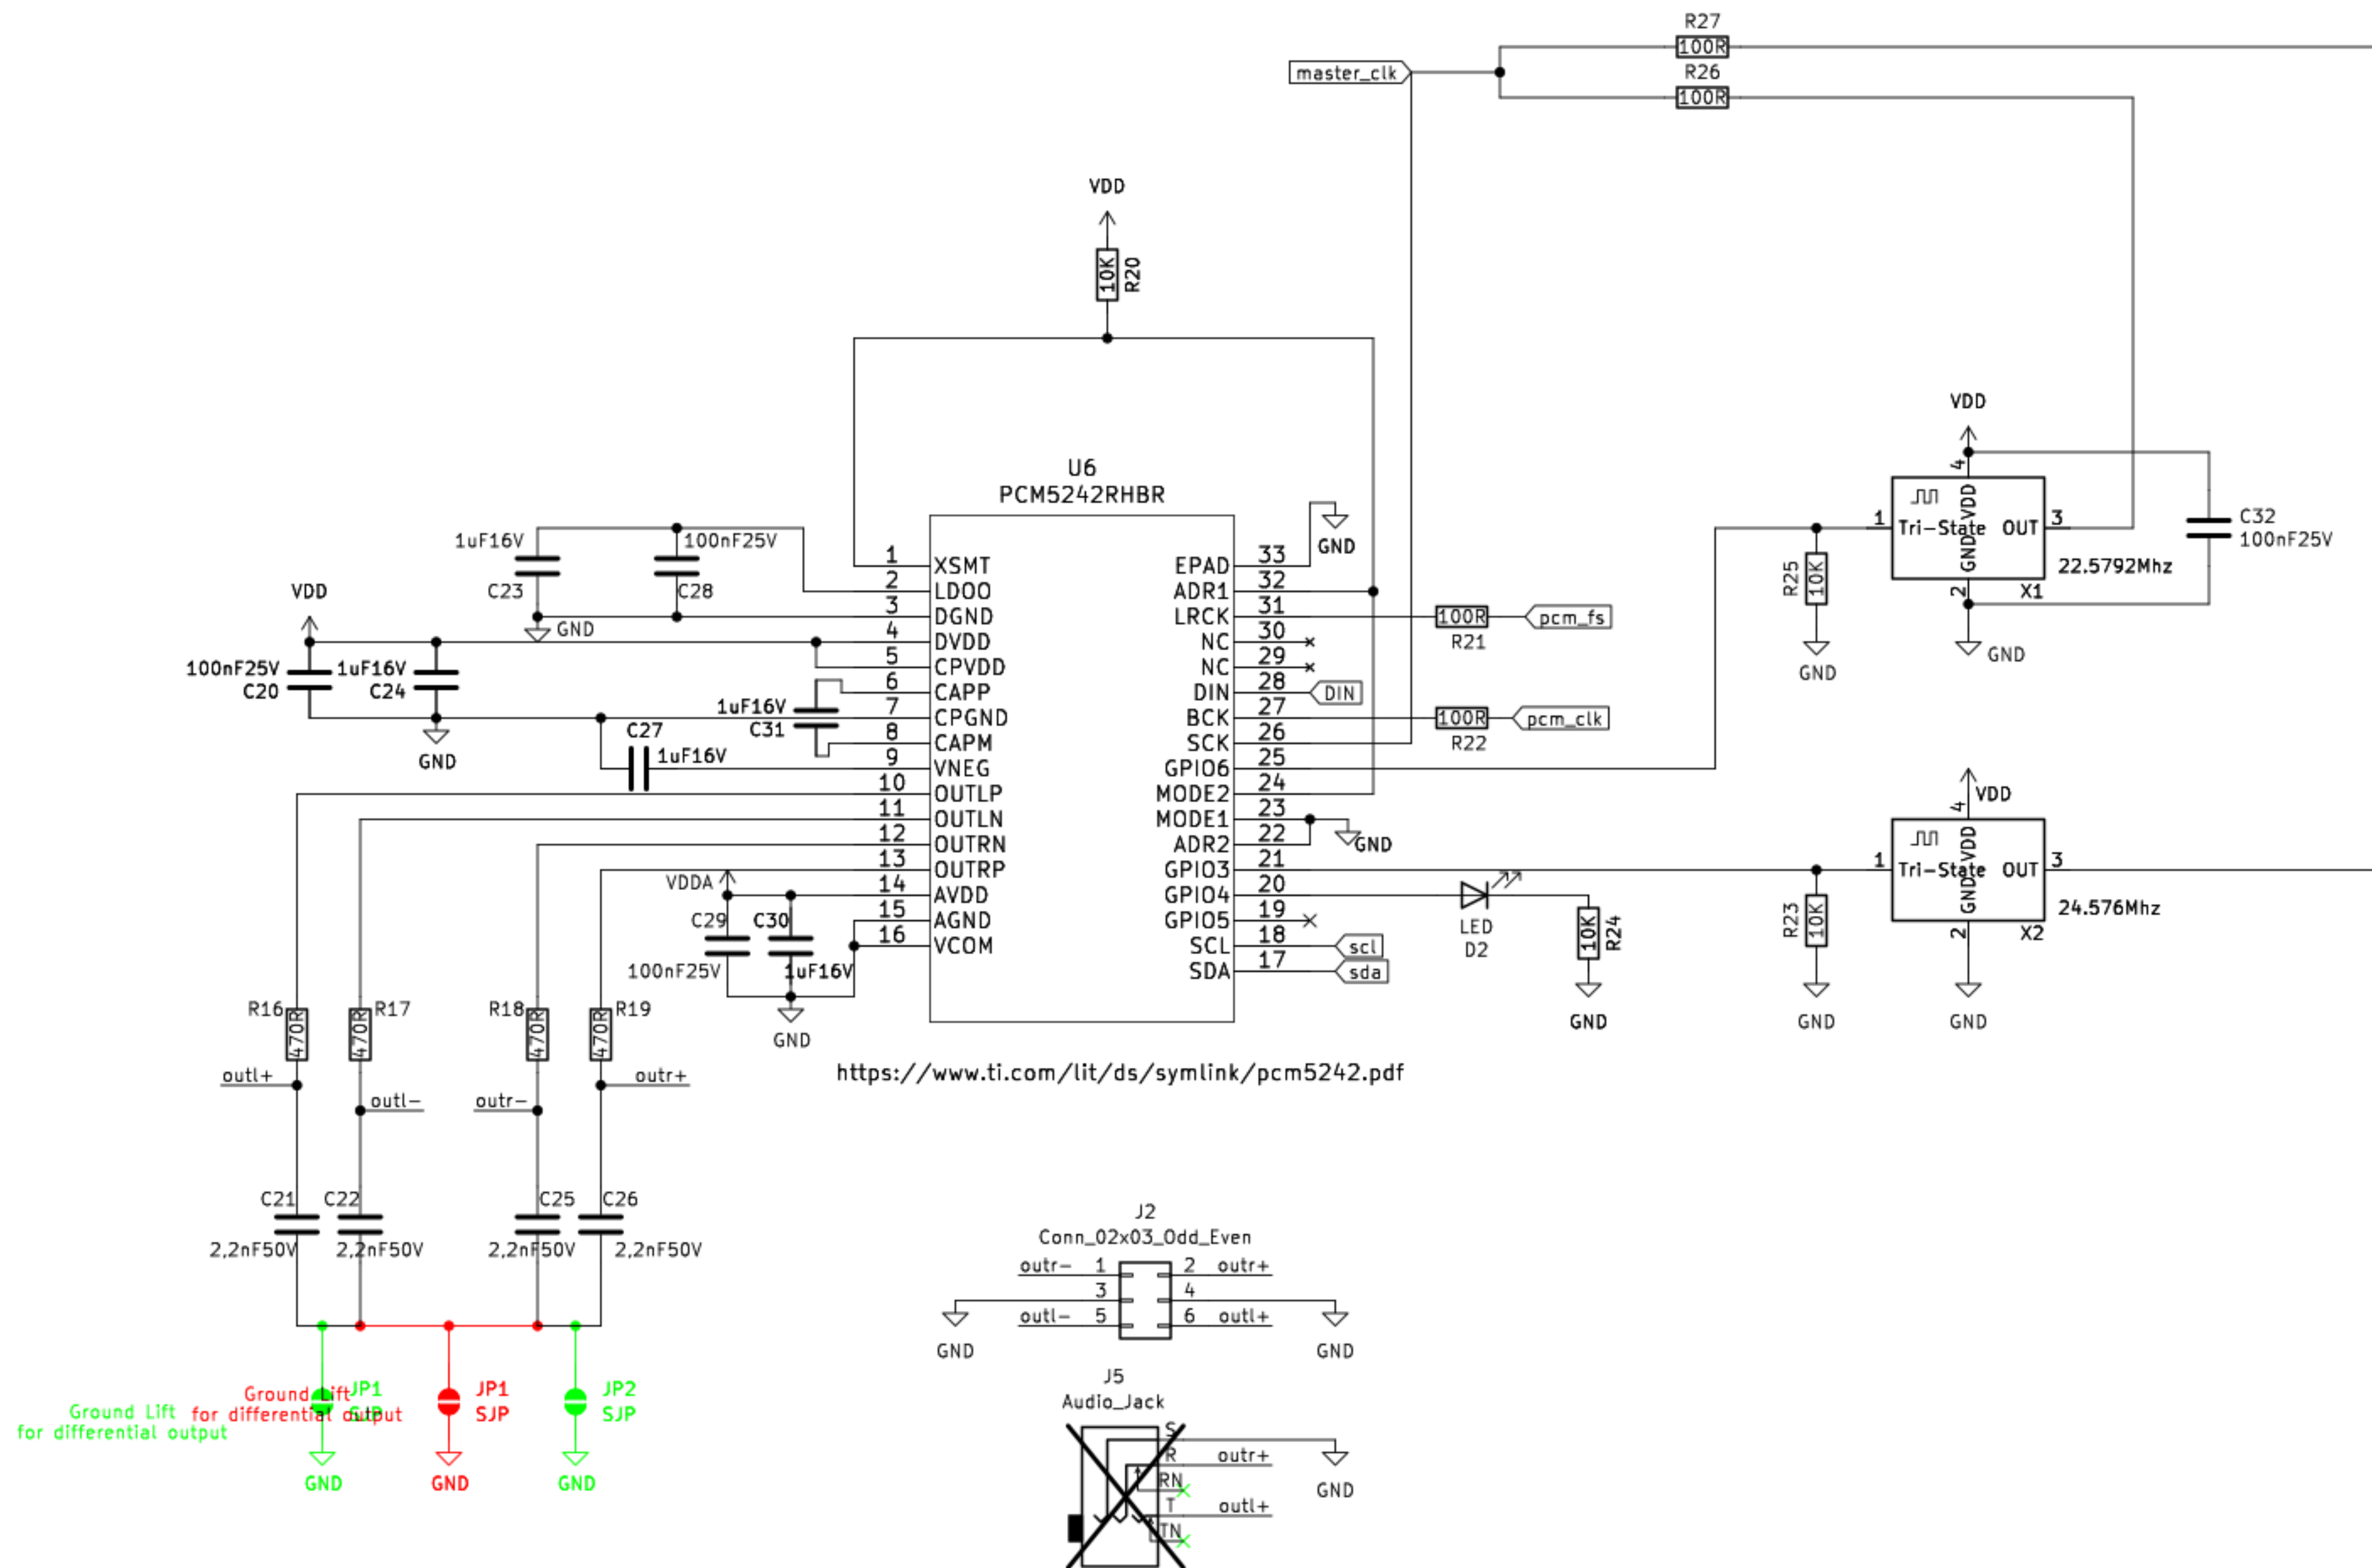 R27
100R
master_clk
R26
100R
VDD
10K
R20
VDD
U6
PCM5242RHBR
4
VDD
1
Tri-State
OUT
3
GND
2
22.5792Mhz
X1
C32
100nF25V
R25
10K
GND
GND
1uF16V
100nF25V
C23
C28
GND
VDD
100nF25V
C20
1uF16V
C24
GND
1uF16V
C31
C27
1uF16V
1 XSMT
2 LDOO
3 DGND
4 DVDD
5 CPVDD
6 CAPP
7 CPGND
8 CAPM
9 VNEG
10 OUTLP
11 OUTLN
12 OUTRN
13 OUTRP
14 AVDD
15 AGND
16 VCOM
EPAD 33
ADR1 32
LRCK 31
NC 30
NC 29
DIN 28
BCK 27
SCK 26
GPIO6 25
MODE2 24
MODE1 23
ADR2 22
GPIO3 21
GPIO4 20
GPIO5 19
SCL 18
SDA 17
GND
100R
R21
pcm_fs
DIN
100R
R22
pcm_clk
GND
LED
D2
10K
R24
GND
scl
sda
VDD
4
VDD
1
Tri-State
OUT
3
GND
2
24.576Mhz
X2
R23
10K
GND
GND
VDDA
C29
C30
100nF25V
1uF16V
GND
R16
470R
R17
470R
R18
470R
R19
470R
outl+
outl-
outr-
outr+
https://www.ti.com/lit/ds/symlink/pcm5242.pdf
C21
C22
C25
C26
2,2nF50V
2,2nF50V
2,2nF50V
2,2nF50V
J2
Conn_02x03_Odd_Even
outr- 1
2 outr+
3
4
outl- 5
6 outl+
GND
GND
Ground Lift
for differential output
Ground Lift
for differential output
JP1
SJP
JP1
SJP
JP2
SJP
GND
GND
GND
J5
Audio_Jack
S
R
outr+
RN
T
outl+
TN
GND